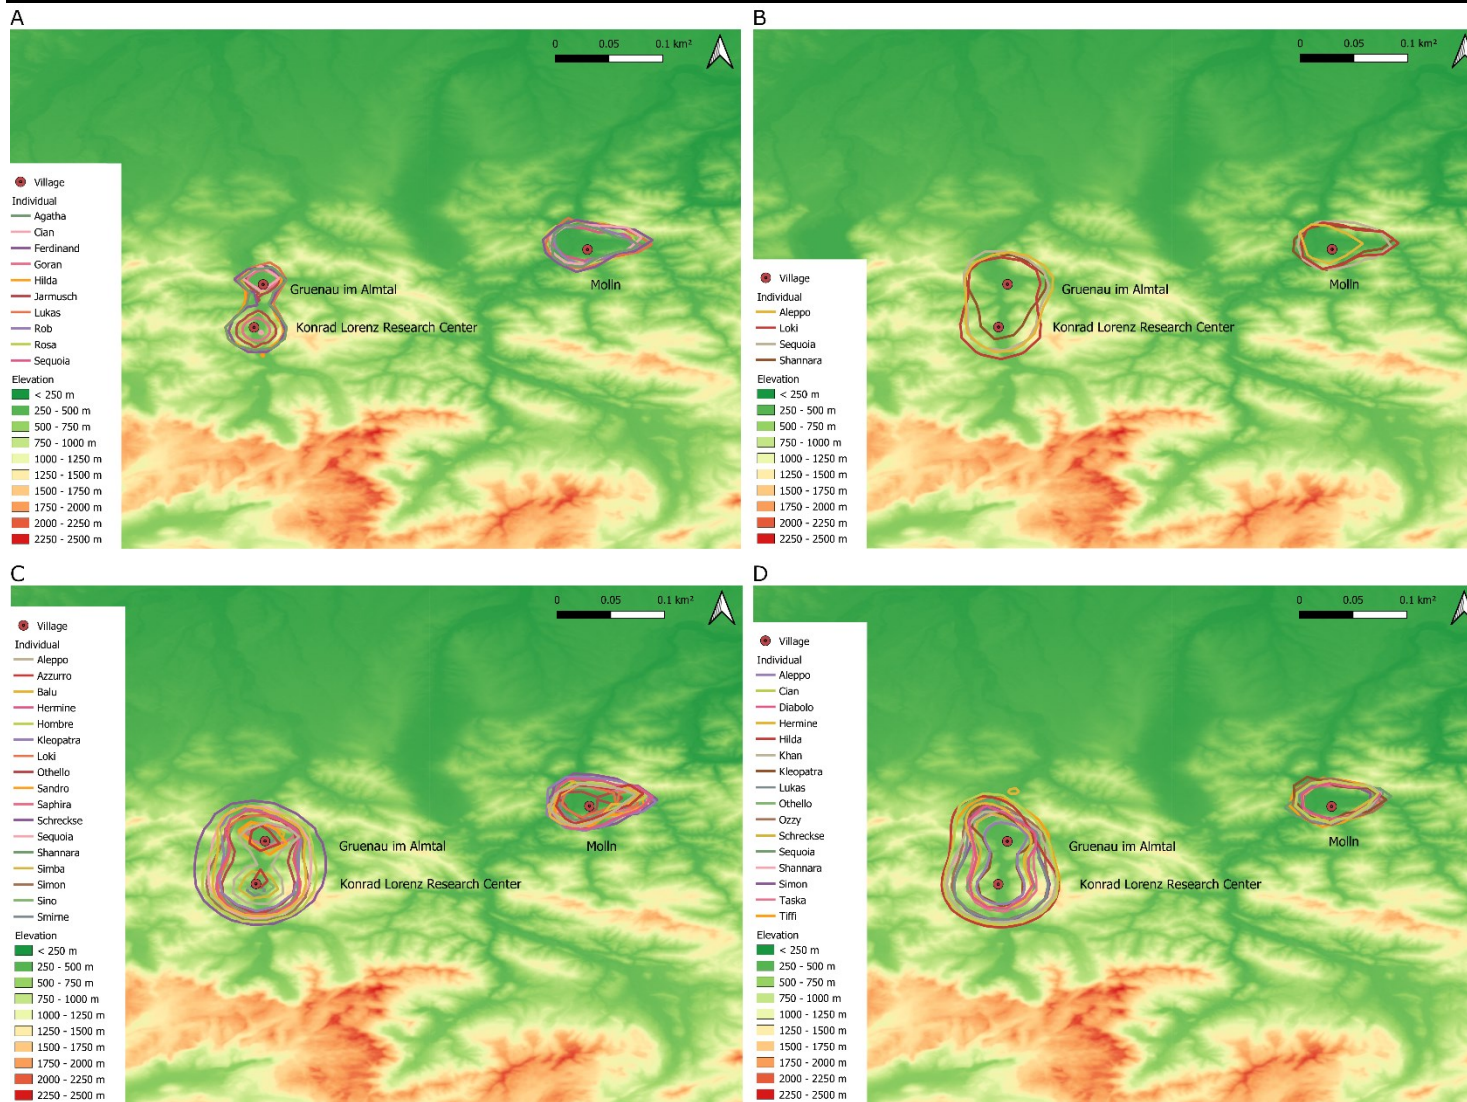 A
0 0.05 0.1 km²
Village
Individual
Agatha
Cian
Ferdinand
Goran
Hilda
Jarmusch
Lukas
Rob
Rosa
Sequoia
Elevation
< 250 m
250 - 500 m
500 - 750 m
750 - 1000 m
1000 - 1250 m
1250 - 1500 m
1500 - 1750 m
1750 - 2000 m
2000 - 2250 m
2250 - 2500 m
Gruenau im Almtal
Konrad Lorenz Research Center
Molln
B
0 0.05 0.1 km²
Village
Individual
Aleppo
Loki
Sequoia
Shannara
Elevation
< 250 m
250 - 500 m
500 - 750 m
750 - 1000 m
1000 - 1250 m
1250 - 1500 m
1500 - 1750 m
1750 - 2000 m
2000 - 2250 m
2250 - 2500 m
Gruenau im Almtal
Konrad Lorenz Research Center
Molln
C
0 0.05 0.1 km²
Village
Individual
Aleppo
Azzurro
Balu
Hermine
Hombre
Kleopatra
Loki
Othello
Sandro
Saphira
Schreckse
Sequoia
Shannara
Simba
Simon
Sino
Smirne
Elevation
< 250 m
250 - 500 m
500 - 750 m
750 - 1000 m
1000 - 1250 m
1250 - 1500 m
1500 - 1750 m
1750 - 2000 m
2000 - 2250 m
2250 - 2500 m
Gruenau im Almtal
Konrad Lorenz Research Center
Molln
D
0 0.05 0.1 km²
Village
Individual
Aleppo
Cian
Diabolo
Hermine
Hilda
Khan
Kleopatra
Lukas
Othello
Ozzy
Schreckse
Sequoia
Shannara
Simon
Taska
Tiffi
Elevation
< 250 m
250 - 500 m
500 - 750 m
750 - 1000 m
1000 - 1250 m
1250 - 1500 m
1500 - 1750 m
1750 - 2000 m
2000 - 2250 m
2250 - 2500 m
Gruenau im Almtal
Konrad Lorenz Research Center
Molln